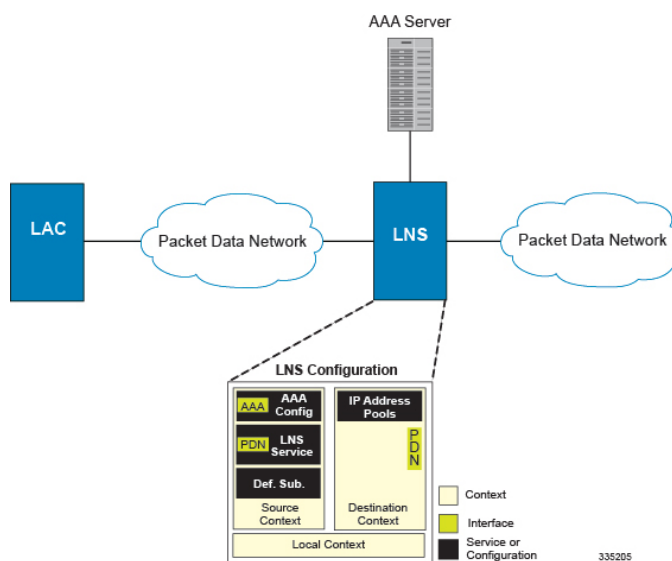 AAA Server
LAC
Packet Data Network
LNS
Packet Data Network
LNS Configuration
AAA
AAA
Config
PDN
LNS
Service
Def. Sub.
Source
Context
IP Address
Pools
PDN
Destination
Context
Local Context
Context
Interface
Service or
Configuration
335205